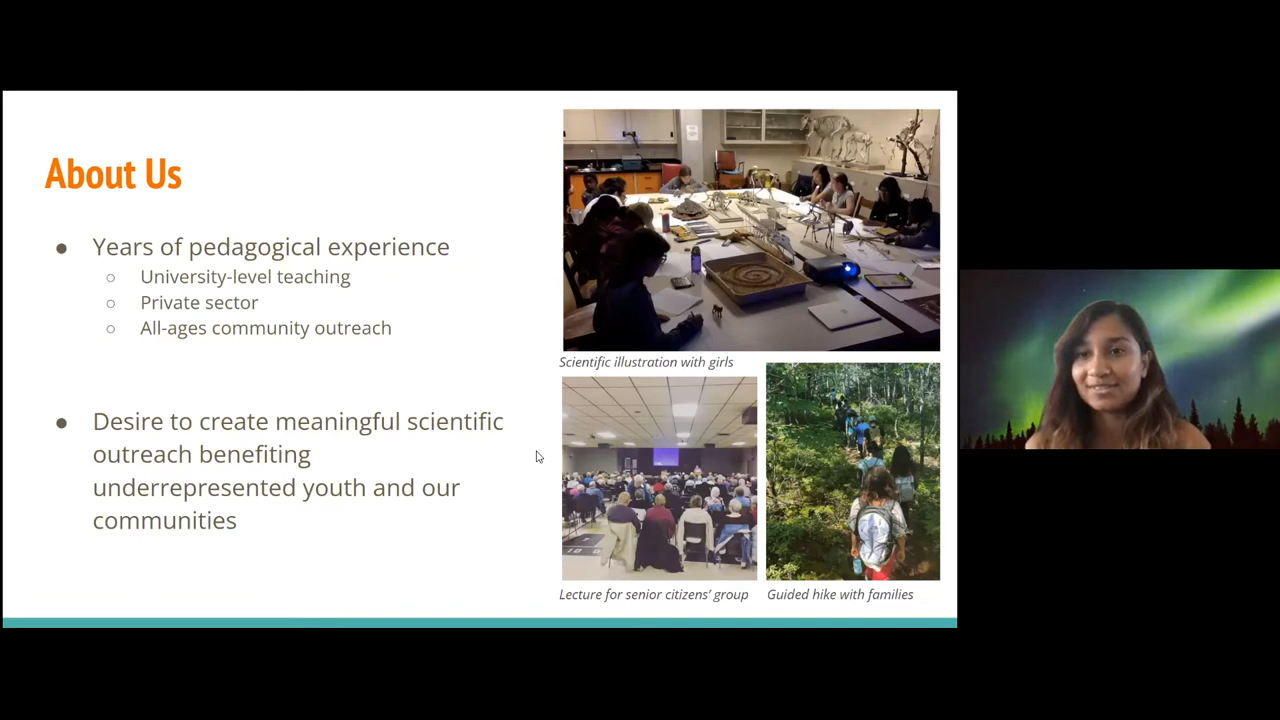 About Us
● Years of pedagogical experience
○ University-level teaching
○ Private sector
○ All-ages community outreach
● Desire to create meaningful scientific
outreach benefiting
underrepresented youth and our
communities
Scientific illustration with girls
Lecture for senior citizens' group
Guided hike with families